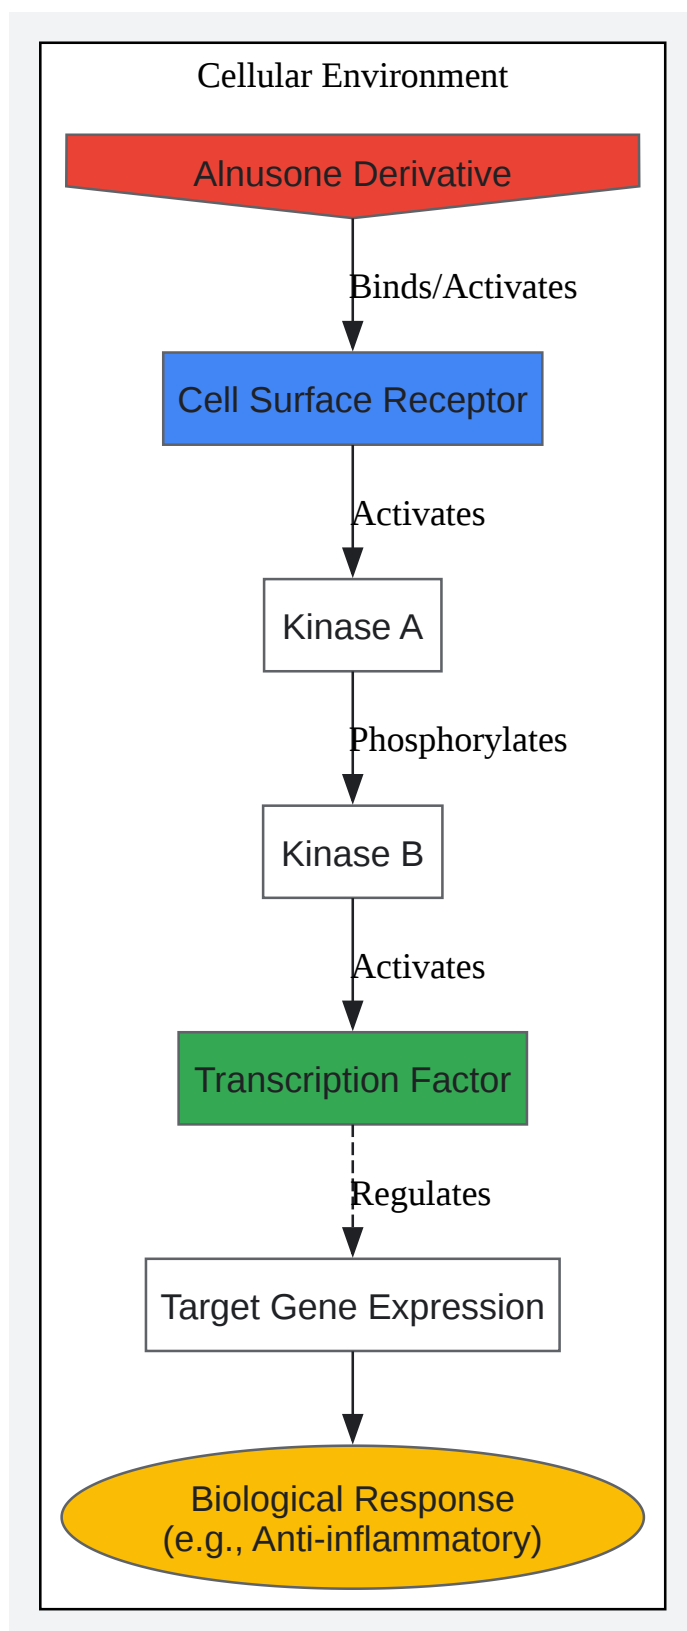 Cellular Environment
Alnusone Derivative
Binds/Activates
Cell Surface Receptor
Activates
Kinase A
Phosphorylates
Kinase B
Activates
Transcription Factor
Regulates
Target Gene Expression
Biological Response
(e.g., Anti-inflammatory)